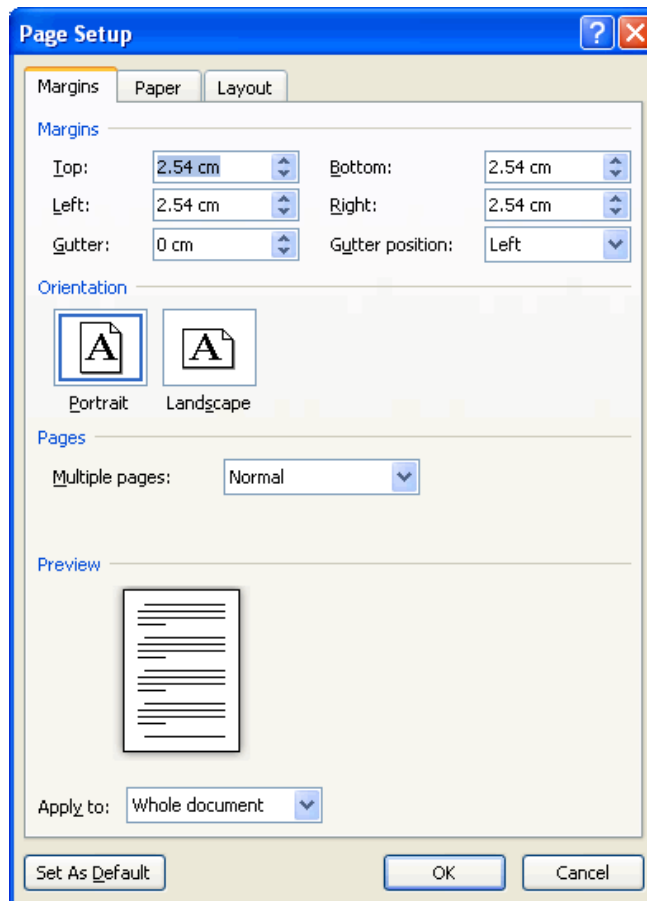 Page Setup
Margins Paper Layout
Margins
Top: 2.54 cm Bottom: 2.54 cm
Left: 2.54 cm Right: 2.54 cm
Gutter: 0 cm Gutter position: Left
Orientation
A A
Portrait Landscape
Pages
Multiple pages: Normal
Preview
Apply to: Whole document
Set As Default OK Cancel